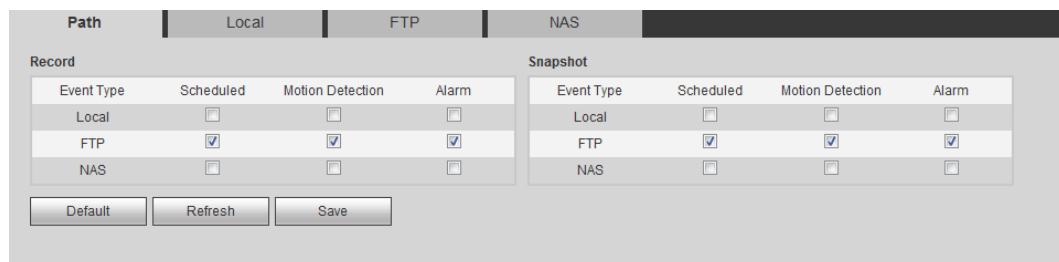 Path Local FTP NAS
Record Snapshot
Event Type Scheduled Motion Detection Alarm Event Type Scheduled Motion Detection Alarm
Local Local
FTP FTP
NAS NAS
Default Refresh Save